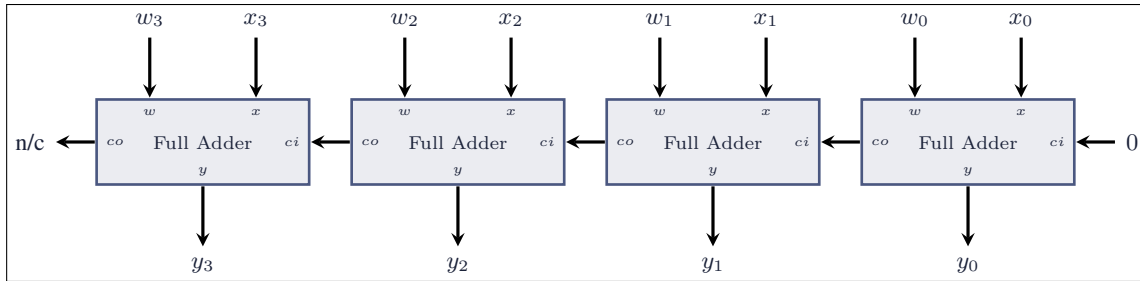 w3 x3 w2 x2 w1 x1 w0 x0
w x w x w x w x
n/c co Full Adder ci co Full Adder ci co Full Adder ci co Full Adder ci 0
y y y y
y3 y2 y1 y0